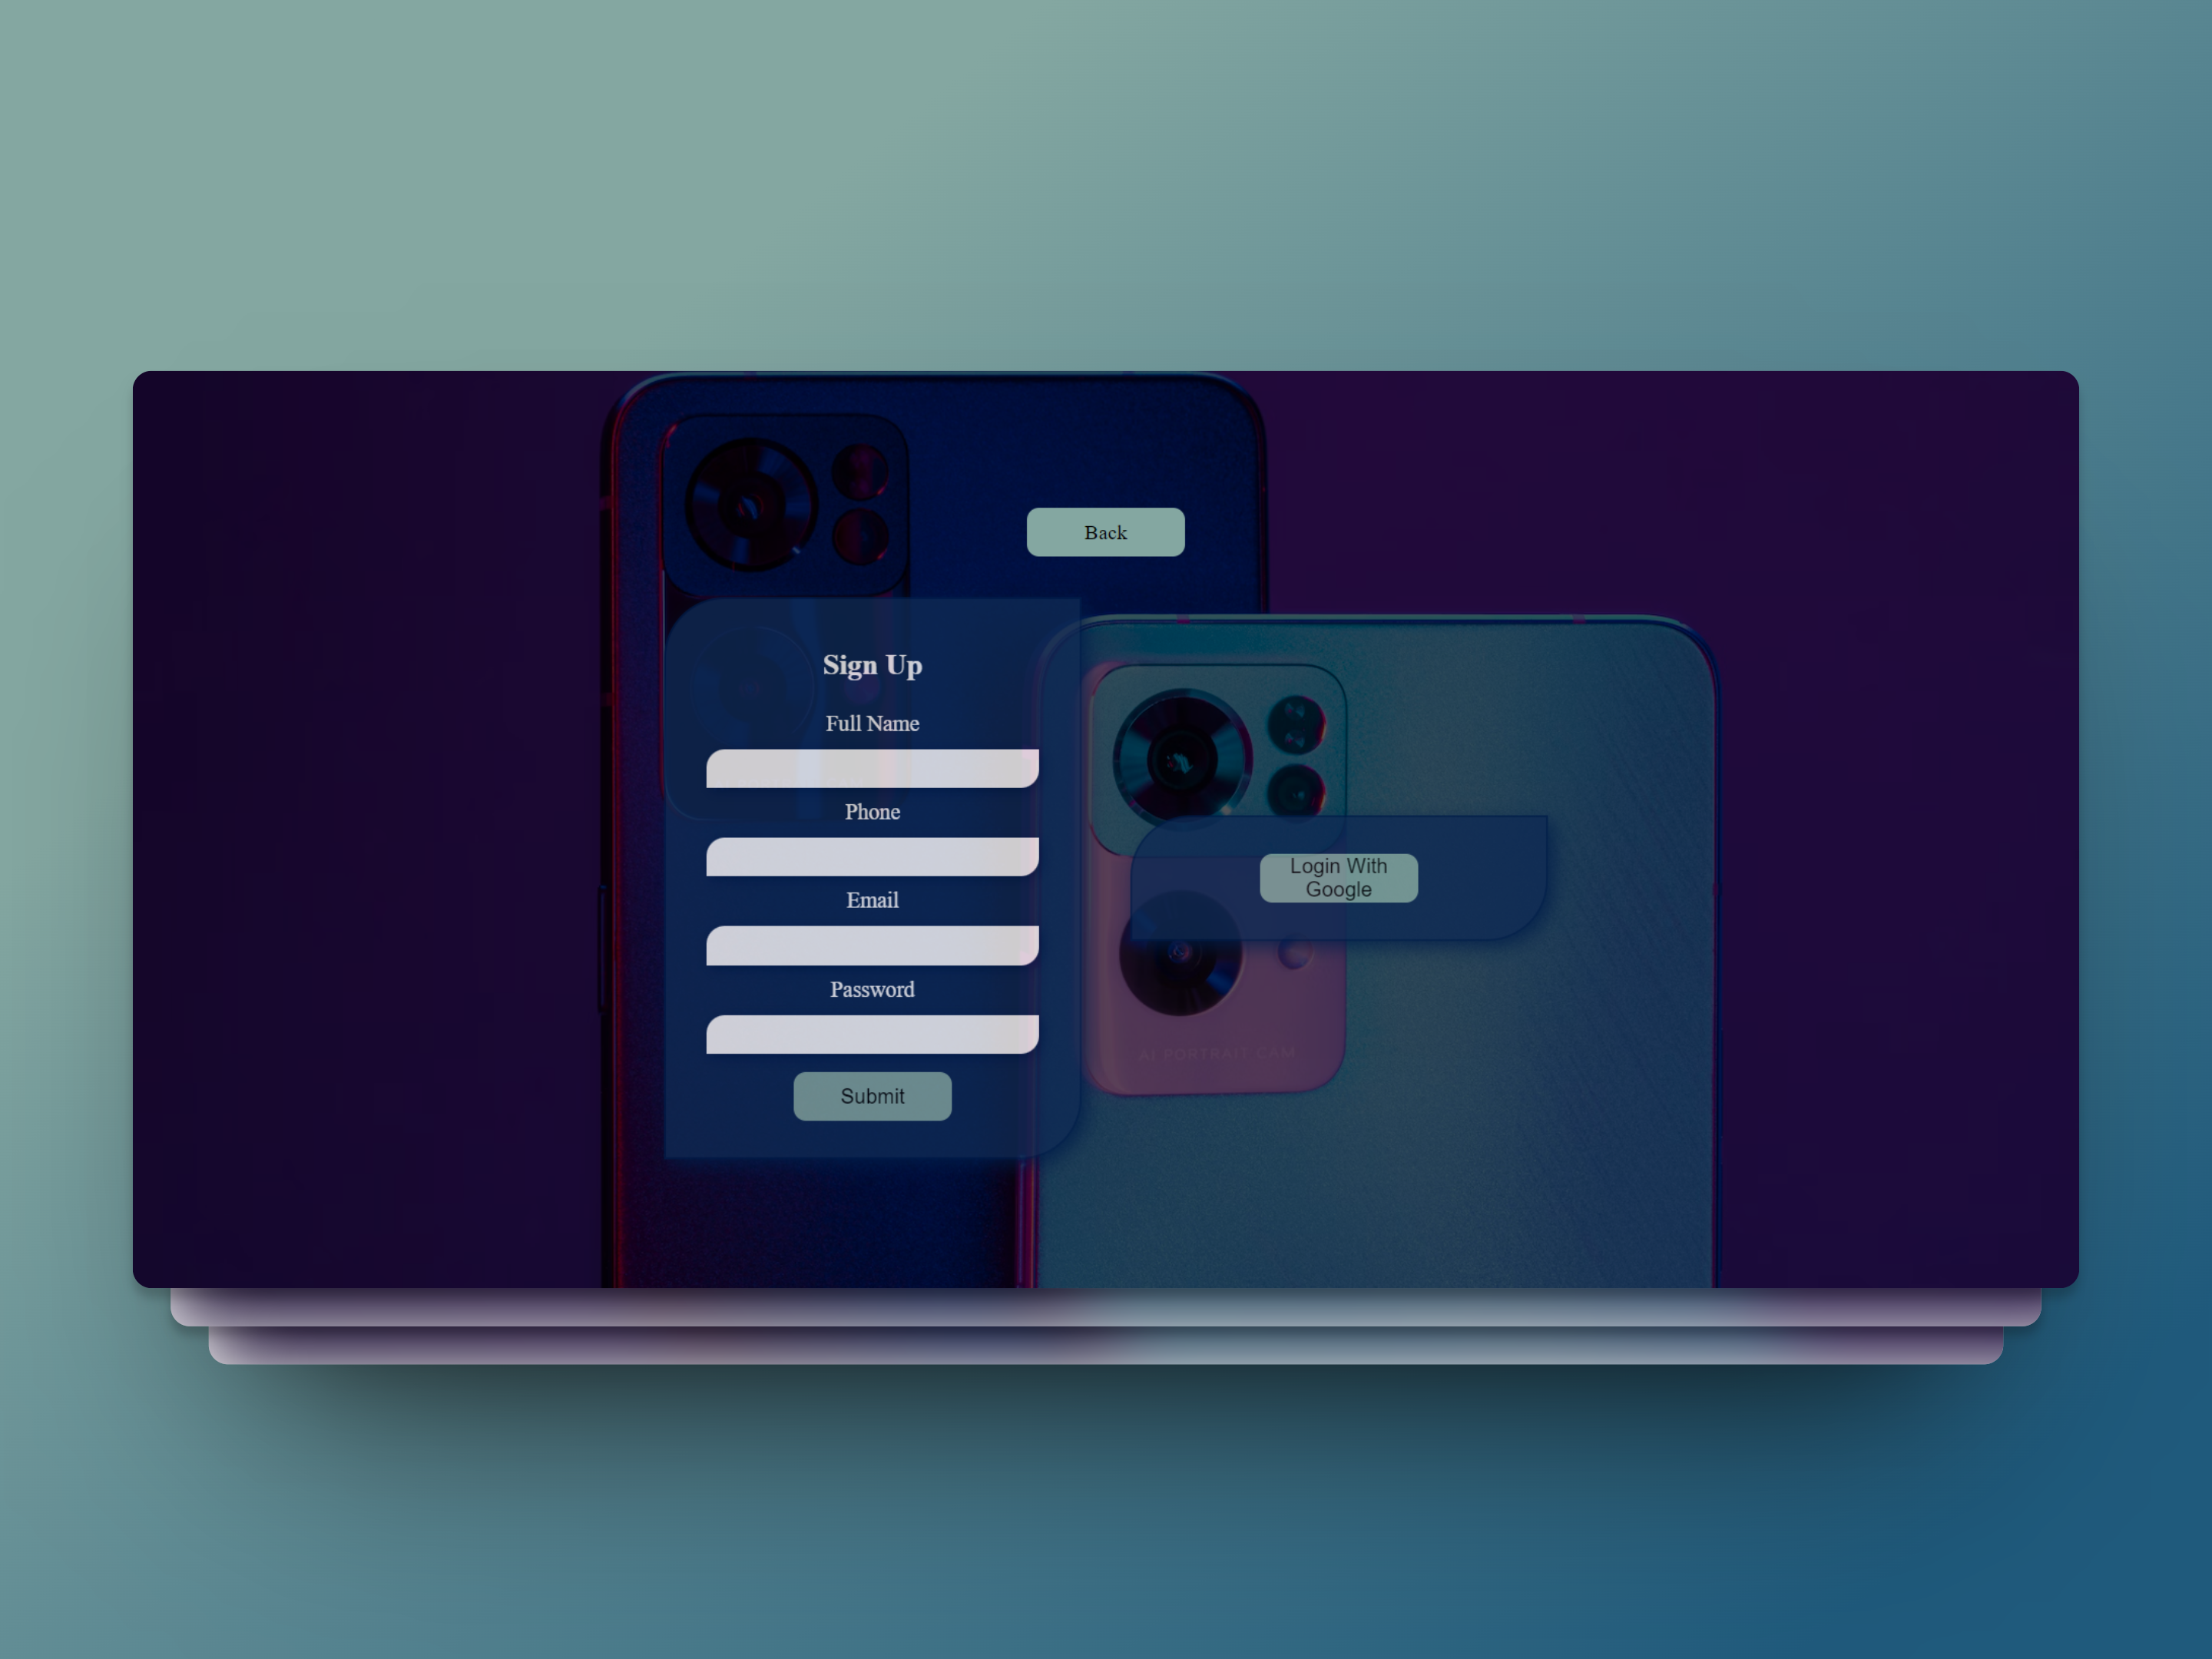 Back
Sign Up
Full Name
Phone
Email
Password
Submit
Login With
Google
AI PORTRAIT CAM